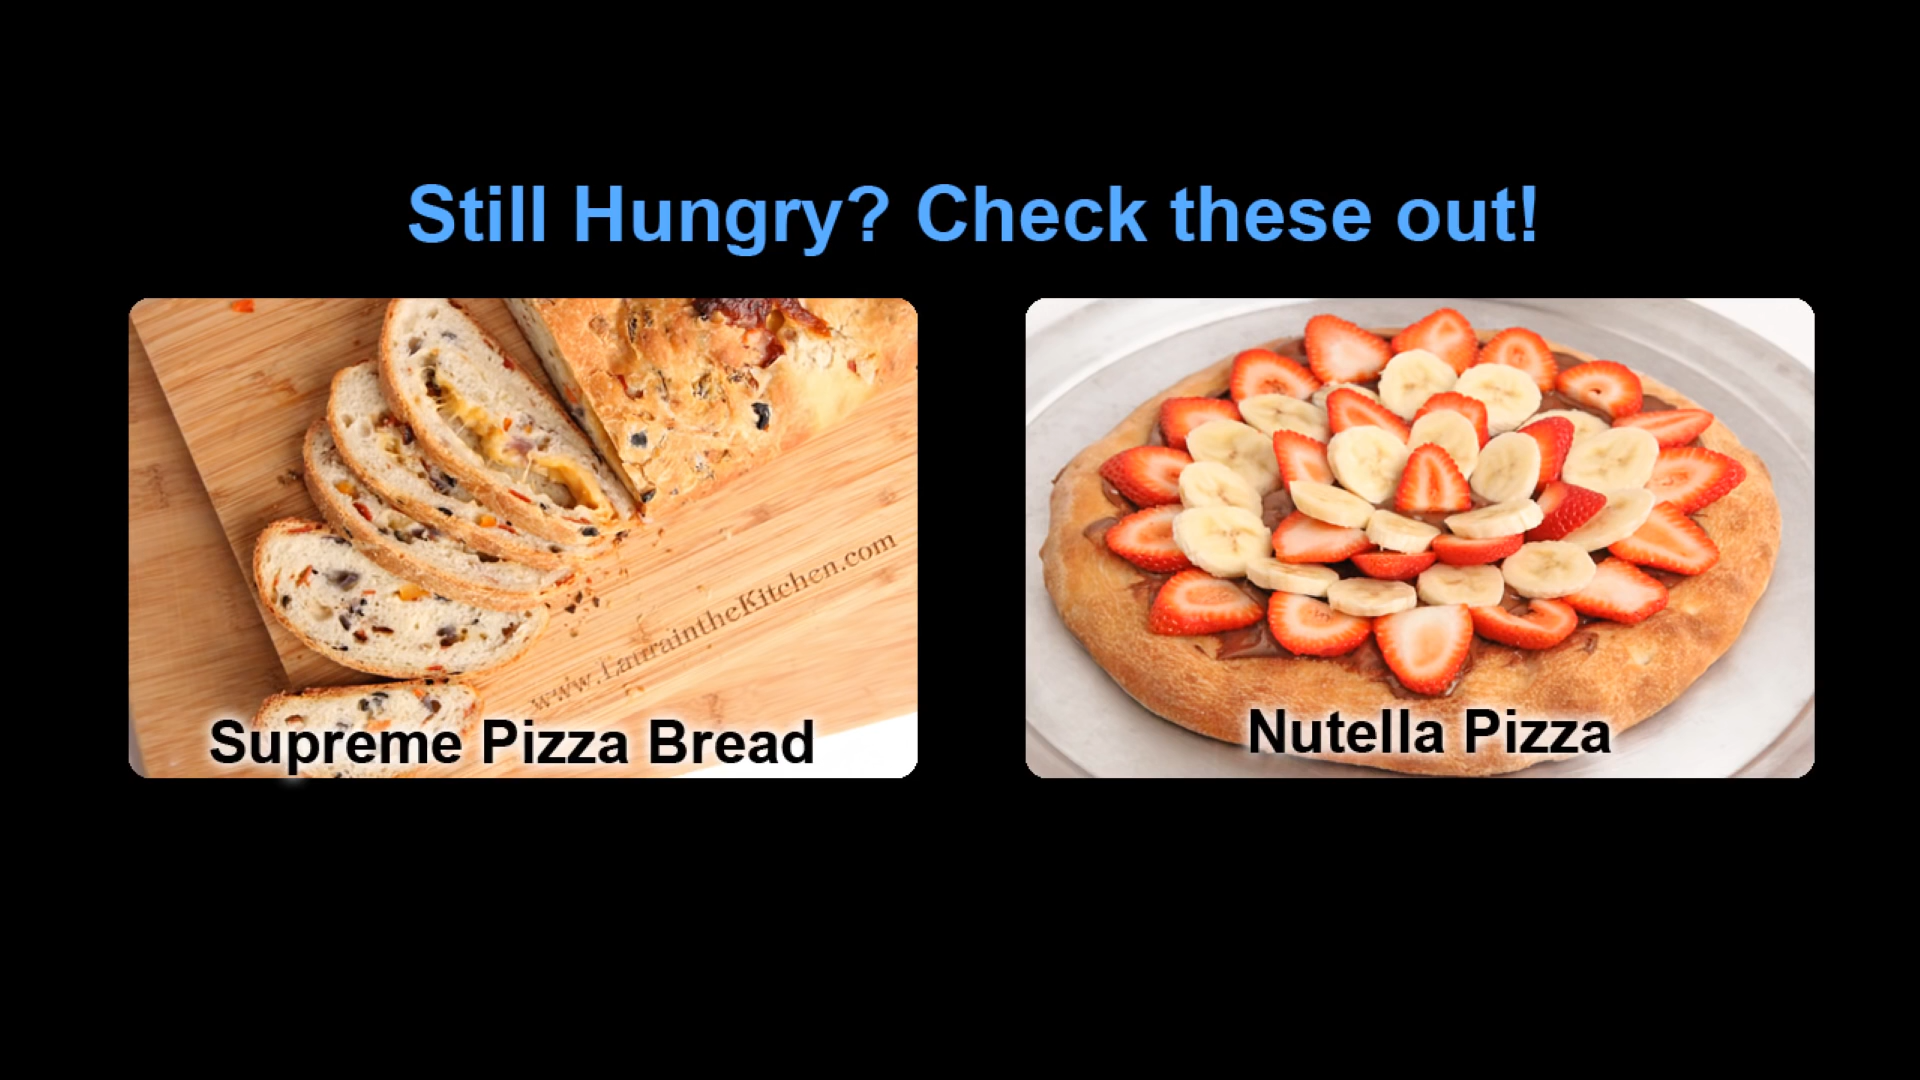 Still Hungry? Check these out!
www.LauraintheKitchen.com
Supreme Pizza Bread
Nutella Pizza